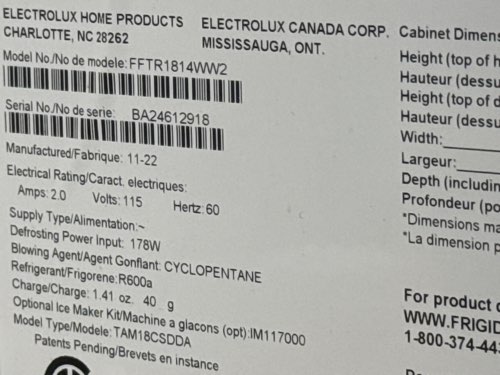 ELECTROLUX HOME PRODUCTS
CHARLOTTE, NC 28262
ELECTROLUX CANADA CORP.
MISSISSAUGA, ONT.
Model No./No de modele: FFTR1814WW2
Serial No./No de serie: BA24612918
Manufactured/Fabrique: 11-22
Electrical Rating/Caract. electriques:
Amps: 2.0 Volts: 115 Hertz: 60
Supply Type/Alimentation:~
Defrosting Power Input: 178W
Blowing Agent/Agent Gonflant: CYCLOPENTANE
Refrigerant/Frigorene: R600a
Charge/Charge: 1.41 oz. 40 g
Optional Ice Maker Kit/Machine a glacons (opt): IM117000
Model Type/Modele: TAM18CSDDA
Patents Pending/Brevets en instance
Cabinet Dimens
Height (top of h
Hauteur (dessu
Height (top of d
Hauteur (dessu
Width:
Largeur:
Depth (includin
Profondeur (po
*Dimensions ma
*La dimension p
For product
WWW.FRIGID
1-800-374-44